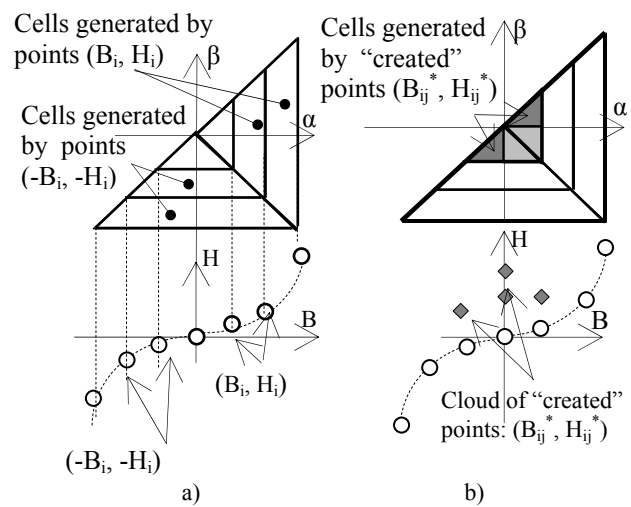 Cells generated by
points (Bi, Hi)
β
α
Cells generated
by points
(-Bi, -Hi)
H
B
(Bi, Hi)
(-Bi, -Hi)
a)
Cells generated
by “created”
points (Bij*, Hij*)
β
α
H
B
Cloud of “created”
points: (Bij*, Hij*)
b)